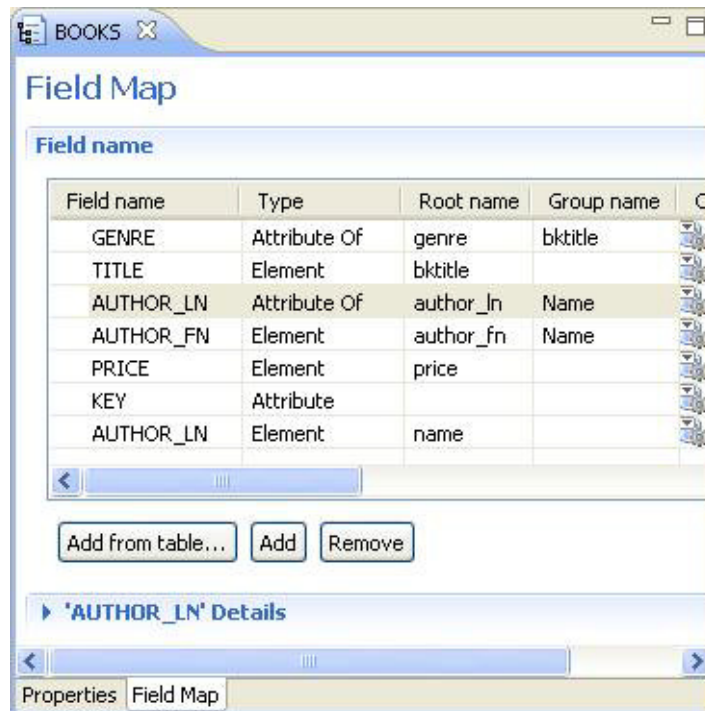 BOOKS
Field Map
Field name
Field name Type Root name Group name
GENRE Attribute Of genre bktitle
TITLE Element bktitle
AUTHOR_LN Attribute Of author_ln Name
AUTHOR_FN Element author_fn Name
PRICE Element price
KEY Attribute
AUTHOR_LN Element name
Add from table... Add Remove
'AUTHOR_LN' Details
Properties Field Map